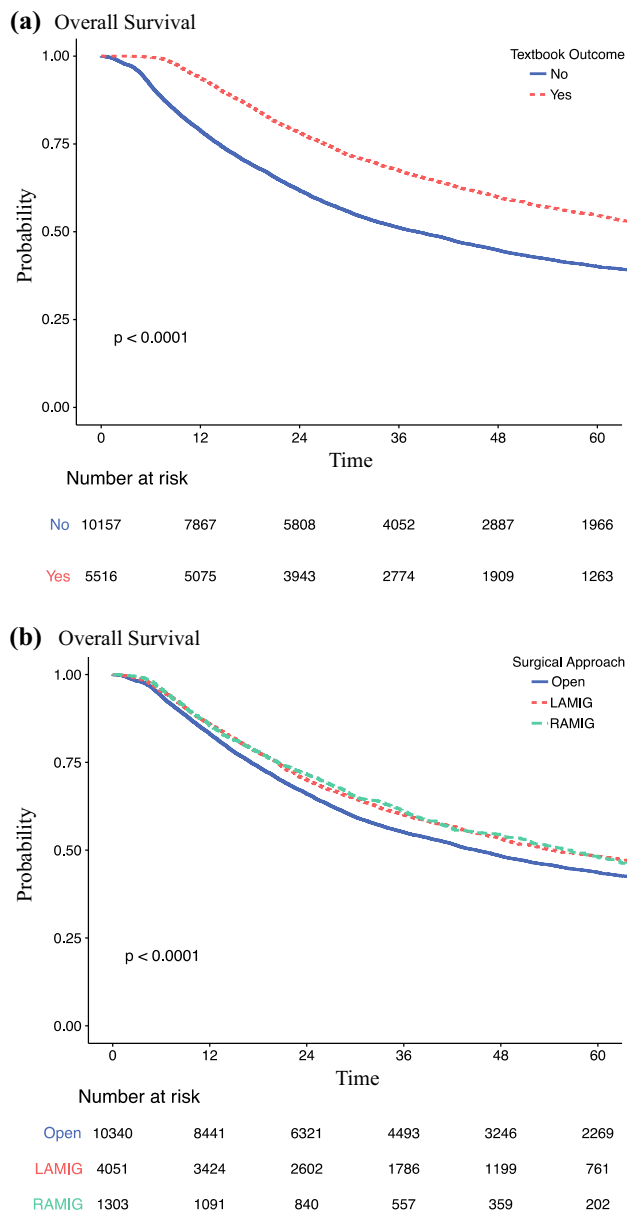 (a) Overall Survival
Textbook Outcome
No
Yes
1.00
0.75
0.50
0.25
0.00
Probability
p < 0.0001
0 12 24 36 48 60
Time
Number at risk
No 10157 7867 5808 4052 2887 1966
Yes 5516 5075 3943 2774 1909 1263
(b) Overall Survival
Surgical Approach
Open
LAMIG
RAMIG
1.00
0.75
0.50
0.25
0.00
Probability
p < 0.0001
0 12 24 36 48 60
Time
Number at risk
Open 10340 8441 6321 4493 3246 2269
LAMIG 4051 3424 2602 1786 1199 761
RAMIG 1303 1091 840 557 359 202